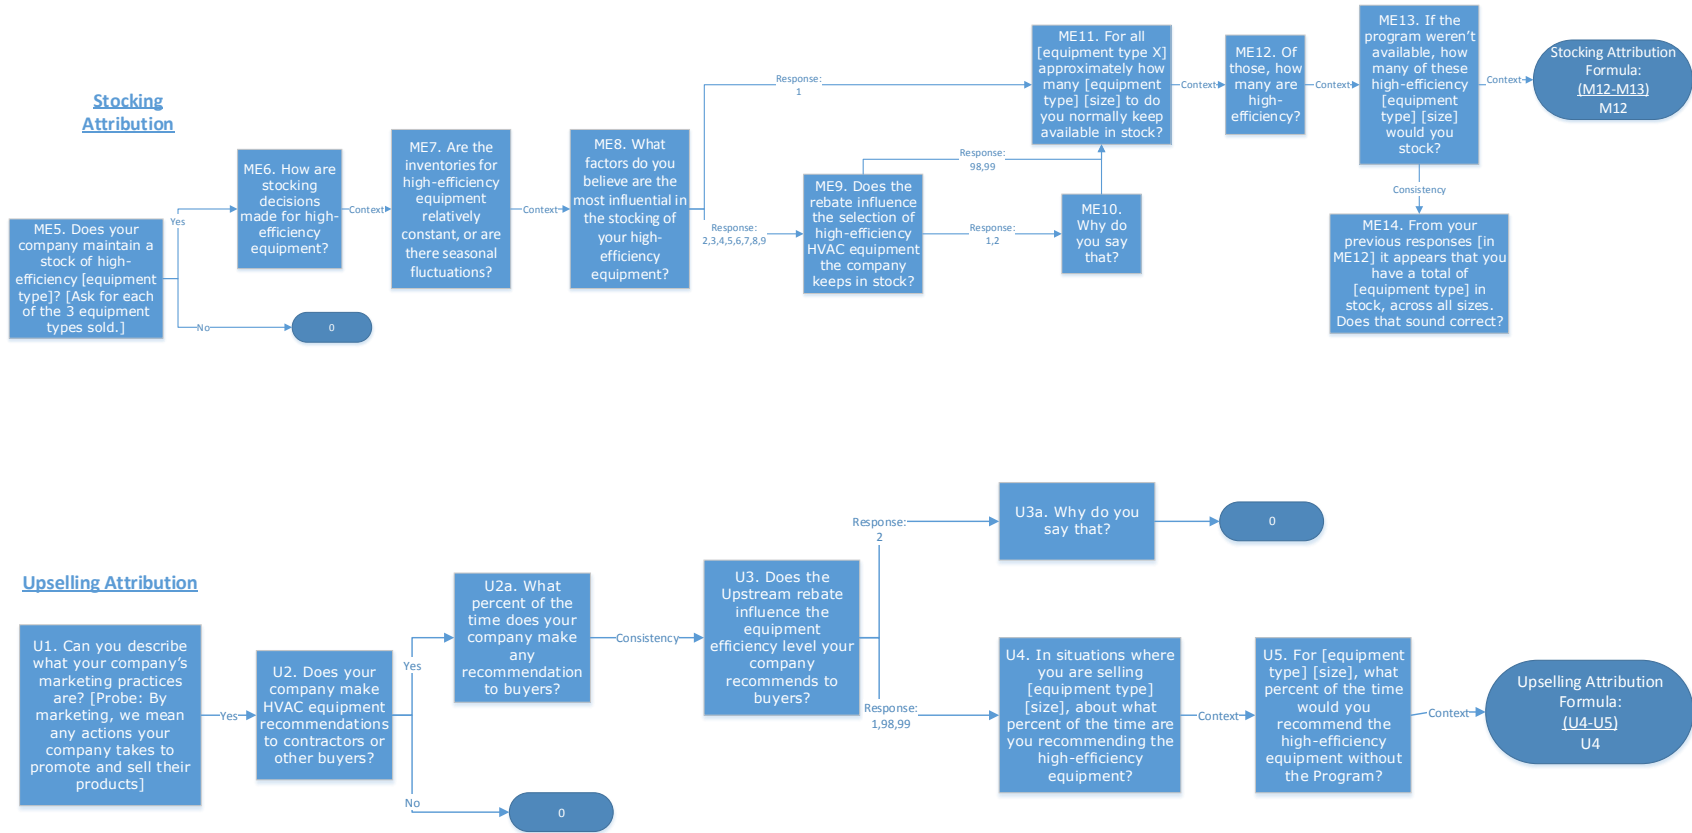 Stocking
Attribution
ME5. Does your
company maintain a
stock of high-
efficiency [equipment
type]? [Ask for each
of the 3 equipment
types sold.]
Yes
No
0
ME6. How are
stocking
decisions
made for high-
efficiency
equipment?
Context
ME7. Are the
inventories for
high-efficiency
equipment
relatively
constant, or are
there seasonal
fluctuations?
Context
ME8. What
factors do you
believe are the
most influential in
the stocking of
your high-
efficiency
equipment?
Response:
1
Response:
2,3,4,5,6,7,8,9
ME9. Does the
rebate influence
the selection of
high-efficiency
HVAC equipment
the company
keeps in stock?
Response:
98,99
Response:
1,2
ME10.
Why do
you say
that?
ME11. For all
[equipment type X]
approximately how
many [equipment
type] [size] to do
you normally keep
available in stock?
Context
ME12. Of
those, how
many are
high-
efficiency?
Context
ME13. If the
program weren't
available, how
many of these
high-efficiency
[equipment
type] [size]
would you
stock?
Context
Stocking Attribution
Formula:
(M12-M13)
M12
Consistency
ME14. From your
previous responses [in
ME12] it appears that you
have a total of
[equipment type] in
stock, across all sizes.
Does that sound correct?
Upselling Attribution
U1. Can you describe
what your company's
marketing practices
are? [Probe: By
marketing, we mean
any actions your
company takes to
promote and sell their
products]
Yes
U2. Does your
company make
HVAC equipment
recommendations
to contractors or
other buyers?
Yes
No
0
U2a. What
percent of the
time does your
company make
any
recommendation
to buyers?
Consistency
U3. Does the
Upstream rebate
influence the
equipment
efficiency level your
company
recommends to
buyers?
Response:
2
Response:
1,98,99
U3a. Why do you
say that?
0
U4. In situations where
you are selling
[equipment type]
[size], about what
percent of the time are
you recommending the
high-efficiency
equipment?
Context
U5. For [equipment
type] [size], what
percent of the time
would you
recommend the
high-efficiency
equipment without
the Program?
Context
Upselling Attribution
Formula:
(U4-U5)
U4